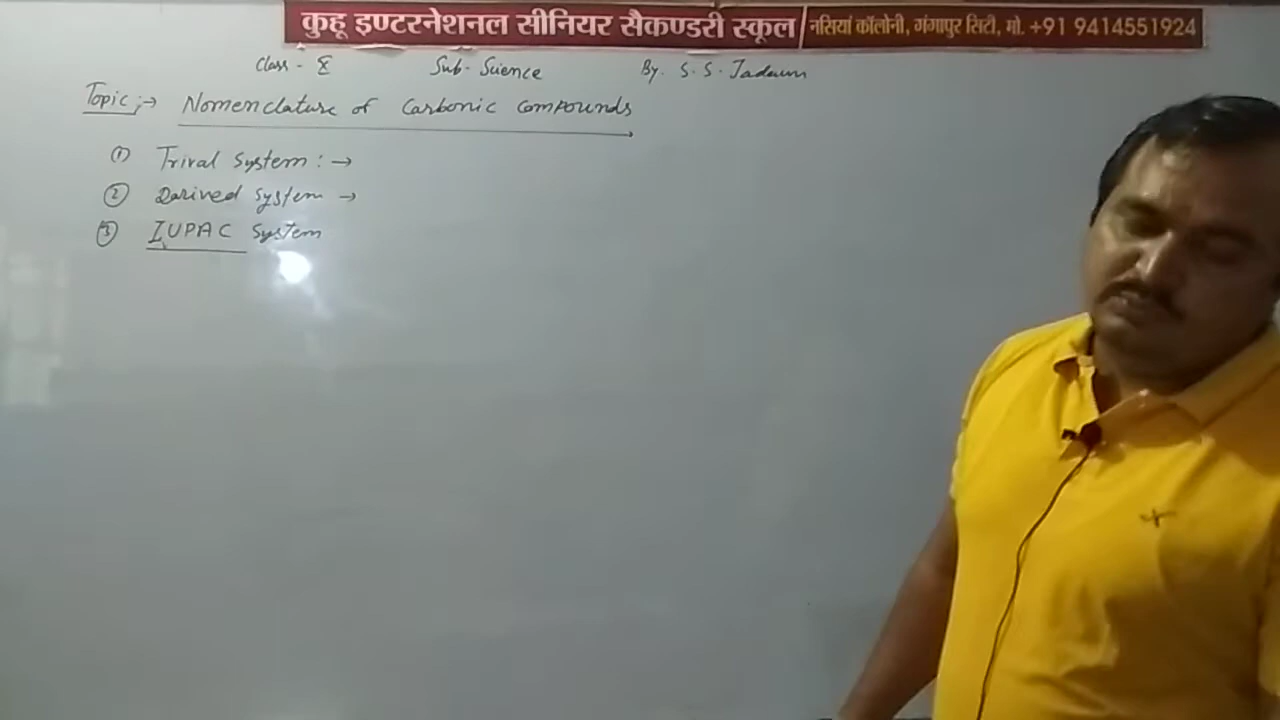 कुहू इण्टरनेशनल सीनियर सैकण्डरी स्कूल नसियां कॉलोनी, गंगापुर सिटी, मो. +91 9414551924
Class - X Sub - Science By. S. S. Jadaun
Topic :→ Nomenclature of Carbonic Compounds
① Trival System : →
② Darived System →
③ IUPAC System